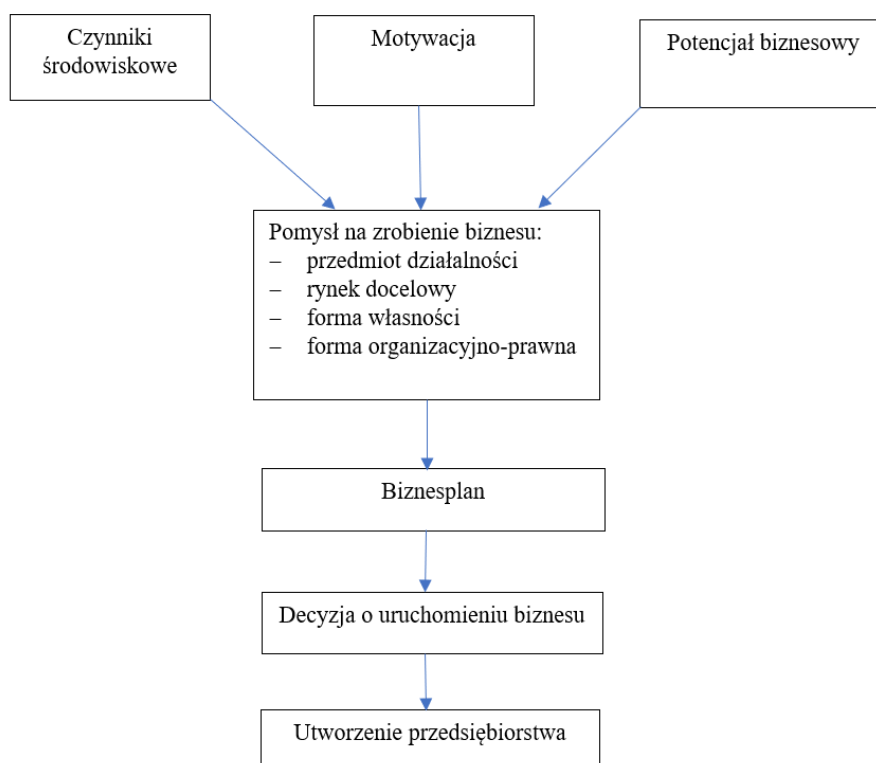 Czynniki
środowiskowe
Motywacja
Potencjał biznesowy
Pomysł na zrobienie biznesu:
– przedmiot działalności
– rynek docelowy
– forma własności
– forma organizacyjno-prawna
Biznesplan
Decyzja o uruchomieniu biznesu
Utworzenie przedsiębiorstwa